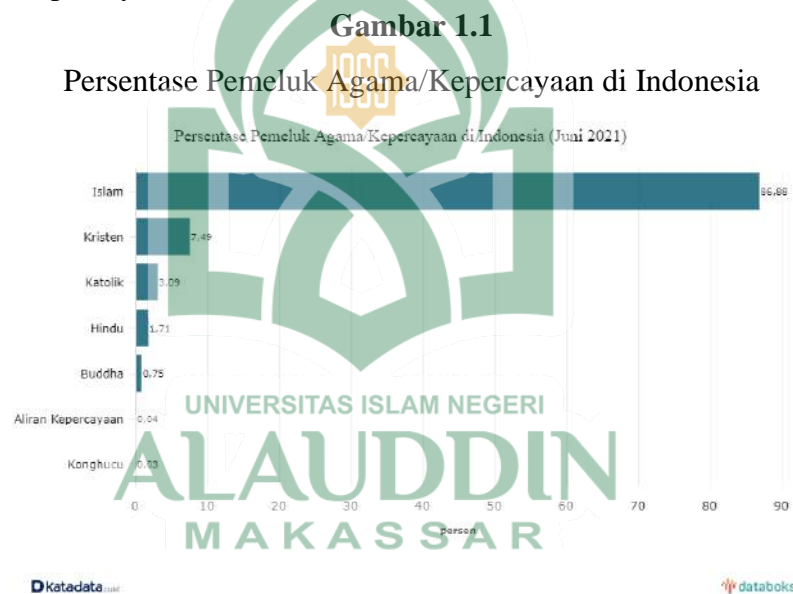 Gambar 1.1
Persentase Pemeluk Agama/Kepercayaan di Indonesia
Persentase Pemeluk Agama/Kepercayaan di Indonesia (Juni 2021)
Islam 86,88
Kristen 7,49
Katolik 3,09
Hindu 1,71
Buddha 0,75
UNIVERSITAS ISLAM NEGERI
Aliran Kepercayaan 0,04
ALAUDDIN
Konghucu 0,03
0 10 20 30 40 50 60 70 80 90
persen
MAKASSAR
Dkatadata databoks